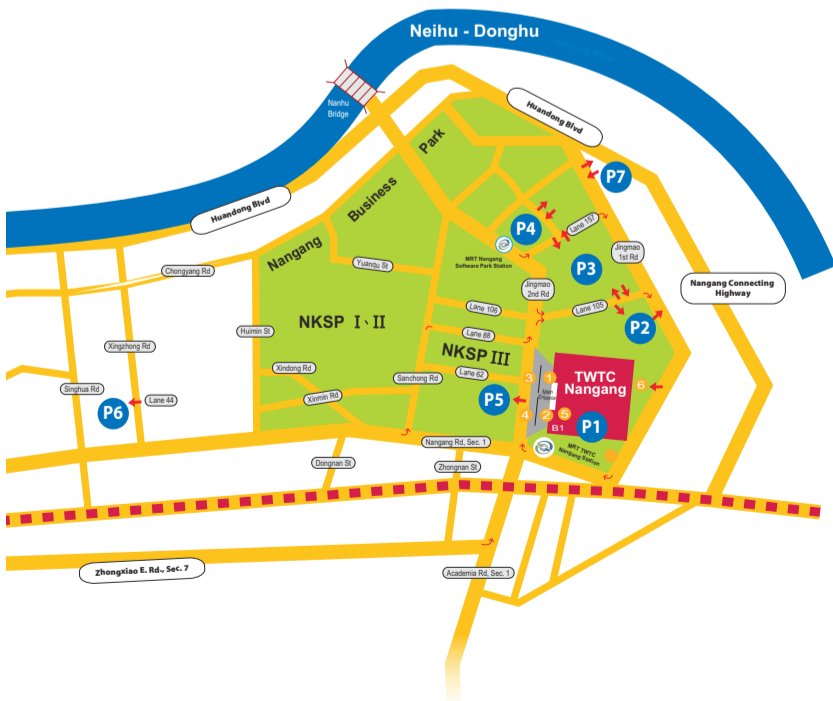 Neihu - Donghu
Nanhu
Bridge
Huandong Blvd
Huandong Blvd
Park
Business
Nangang
P7
P4
Lane 157
MRT Nangang
Software Park Station
Jingmao
1st Rd
P3
Chongyang Rd
Yuanqu St
Jingmao
2nd Rd
Nangang Connecting
Highway
Lane 106
Lane 105
NKSP I、II
Huimin St
P2
Lane 88
Xingzhong Rd
NKSP III
Xindong Rd
Lane 62
Sanchong Rd
Singhua Rd
3
1
TWTC
Nangang
6
Main
Entrance
Xinmin Rd
P5
Lane 44
P6
4
2
5
B1
P1
Nangang Rd, Sec. 1
MRT TWTC
Nangang Station
Dongnan St
Zhongnan St
Zhongxiao E. Rd., Sec. 7
Academia Rd, Sec. 1